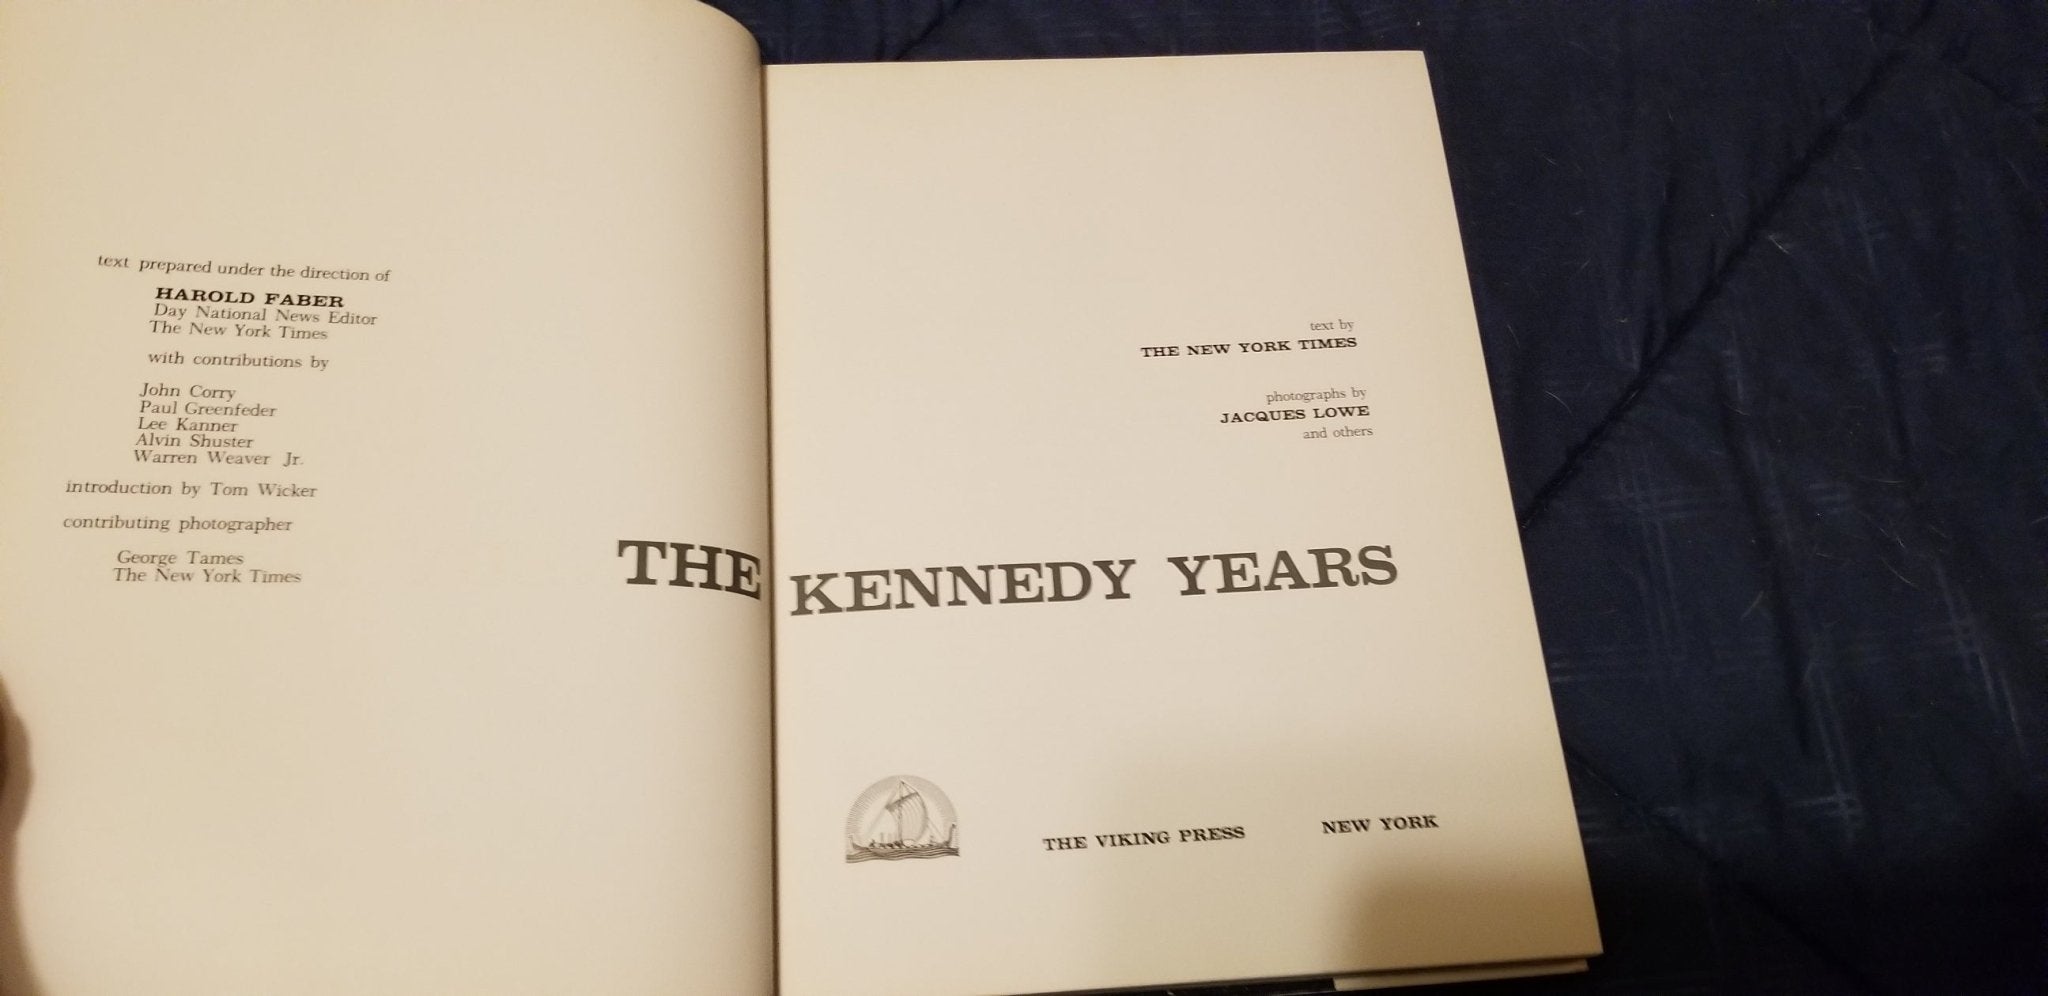 text prepared under the direction of
HAROLD FABER
Day National News Editor
The New York Times
with contributions by
John Corry
Paul Greenfeder
Lee Kanner
Alvin Shuster
Warren Weaver Jr.
introduction by Tom Wicker
contributing photographer
George Tames
The New York Times
text by
THE NEW YORK TIMES
photographs by
JACQUES LOWE
and others
THE KENNEDY YEARS
THE VIKING PRESS NEW YORK